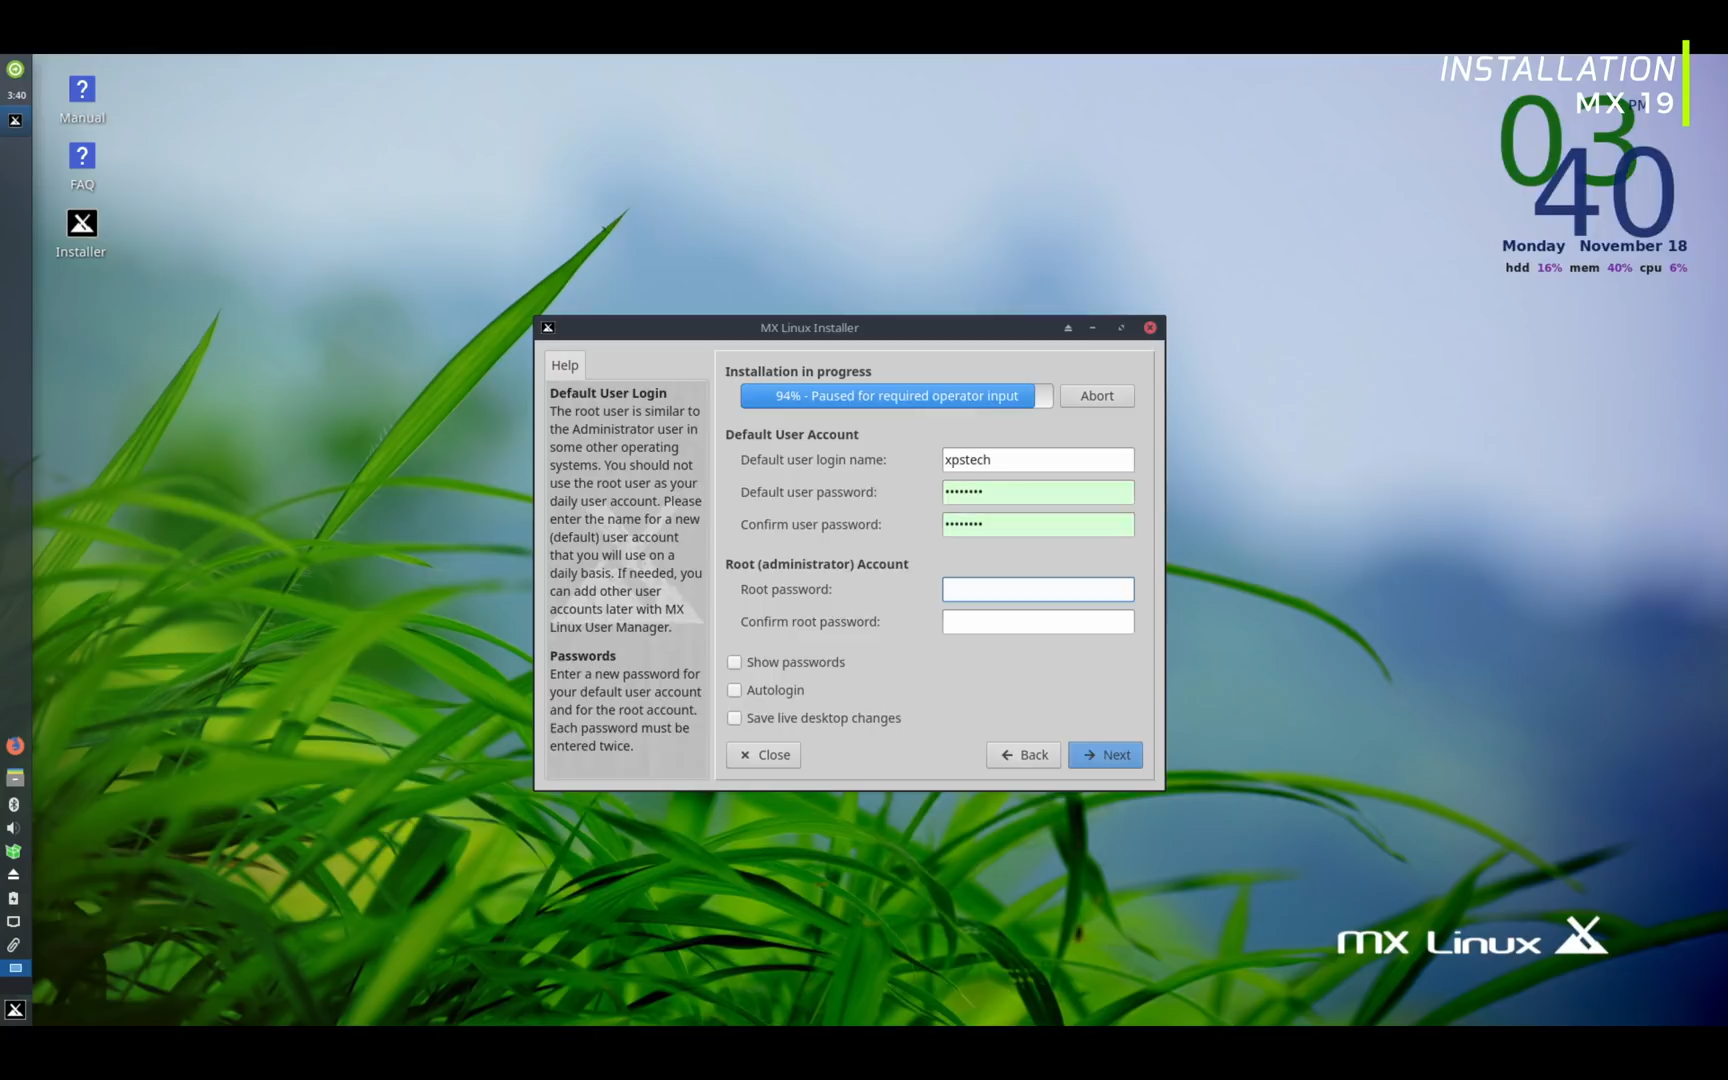 INSTALLATION
MX 19
3:40
Manual
FAQ
Installer
03 PM
40
Monday November 18
hdd 16% mem 40% cpu 6%
MX Linux Installer
Help
Default User Login
The root user is similar to
the Administrator user in
some other operating
systems. You should not
use the root user as your
daily user account. Please
enter the name for a new
(default) user account
that you will use on a
daily basis. If needed, you
can add other user
accounts later with MX
Linux User Manager.
Passwords
Enter a new password for
your default user account
and for the root account.
Each password must be
entered twice.
Installation in progress
94% - Paused for required operator input
Abort
Default User Account
Default user login name: xpstech
Default user password: ••••••••
Confirm user password: ••••••••
Root (administrator) Account
Root password:
Confirm root password:
Show passwords
Autologin
Save live desktop changes
Close
Back
Next
mx Linux